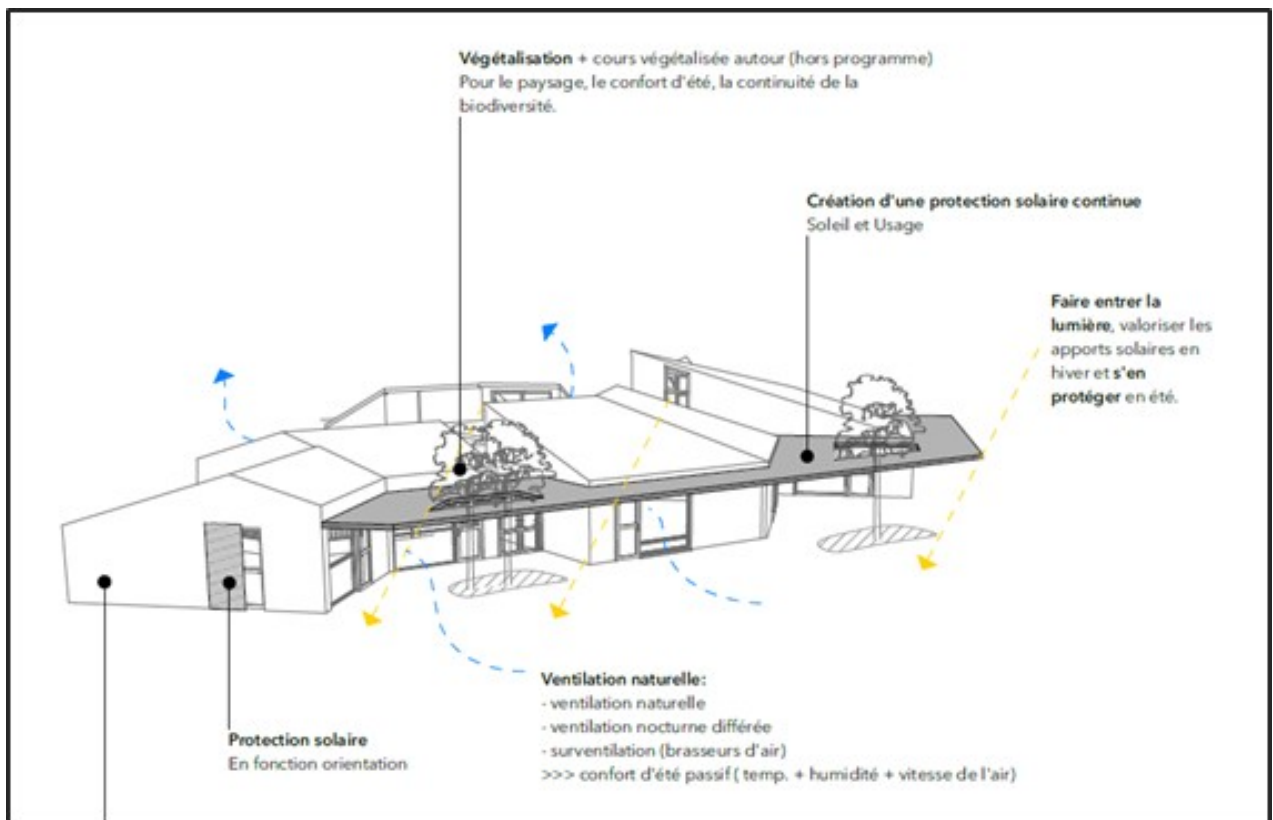 Végétalisation + cours végétalisée autour (hors programme)
Pour le paysage, le confort d'été, la continuité de la
biodiversité.
Création d'une protection solaire continue
Soleil et Usage
Faire entrer la
lumière, valoriser les
apports solaires en
hiver et s'en
protéger en été.
Ventilation naturelle:
- ventilation naturelle
- ventilation nocturne différée
- surventilation (brasseurs d'air)
>>> confort d'été passif ( temp. + humidité + vitesse de l'air)
Protection solaire
En fonction orientation